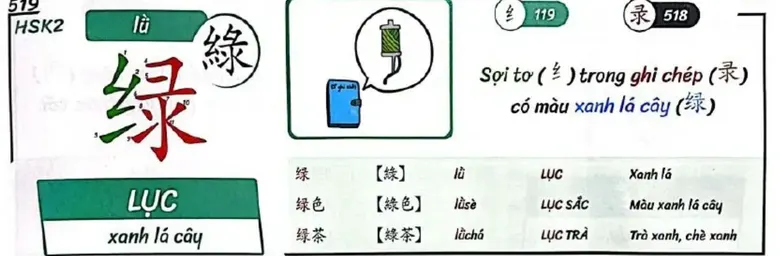 519
HSK2
lǜ
綠
绿
LỤC
xanh lá cây
纟 119
录 518
Sợi tơ (纟) trong ghi chép (录)
có màu xanh lá cây (绿)
绿 【綠】 lǜ LỤC Xanh lá
绿色 【綠色】 lǜsè LỤC SẮC Màu xanh lá cây
绿茶 【綠茶】 lǜchá LỤC TRÀ Trà xanh, chè xanh